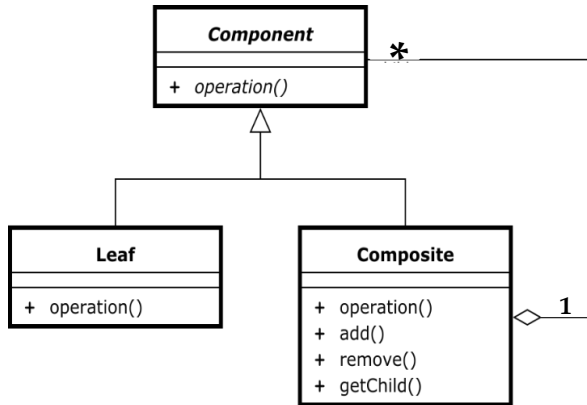 Component
*
+ operation()
Leaf
+ operation()
Composite
+ operation()
+ add()
+ remove()
+ getChild()
1